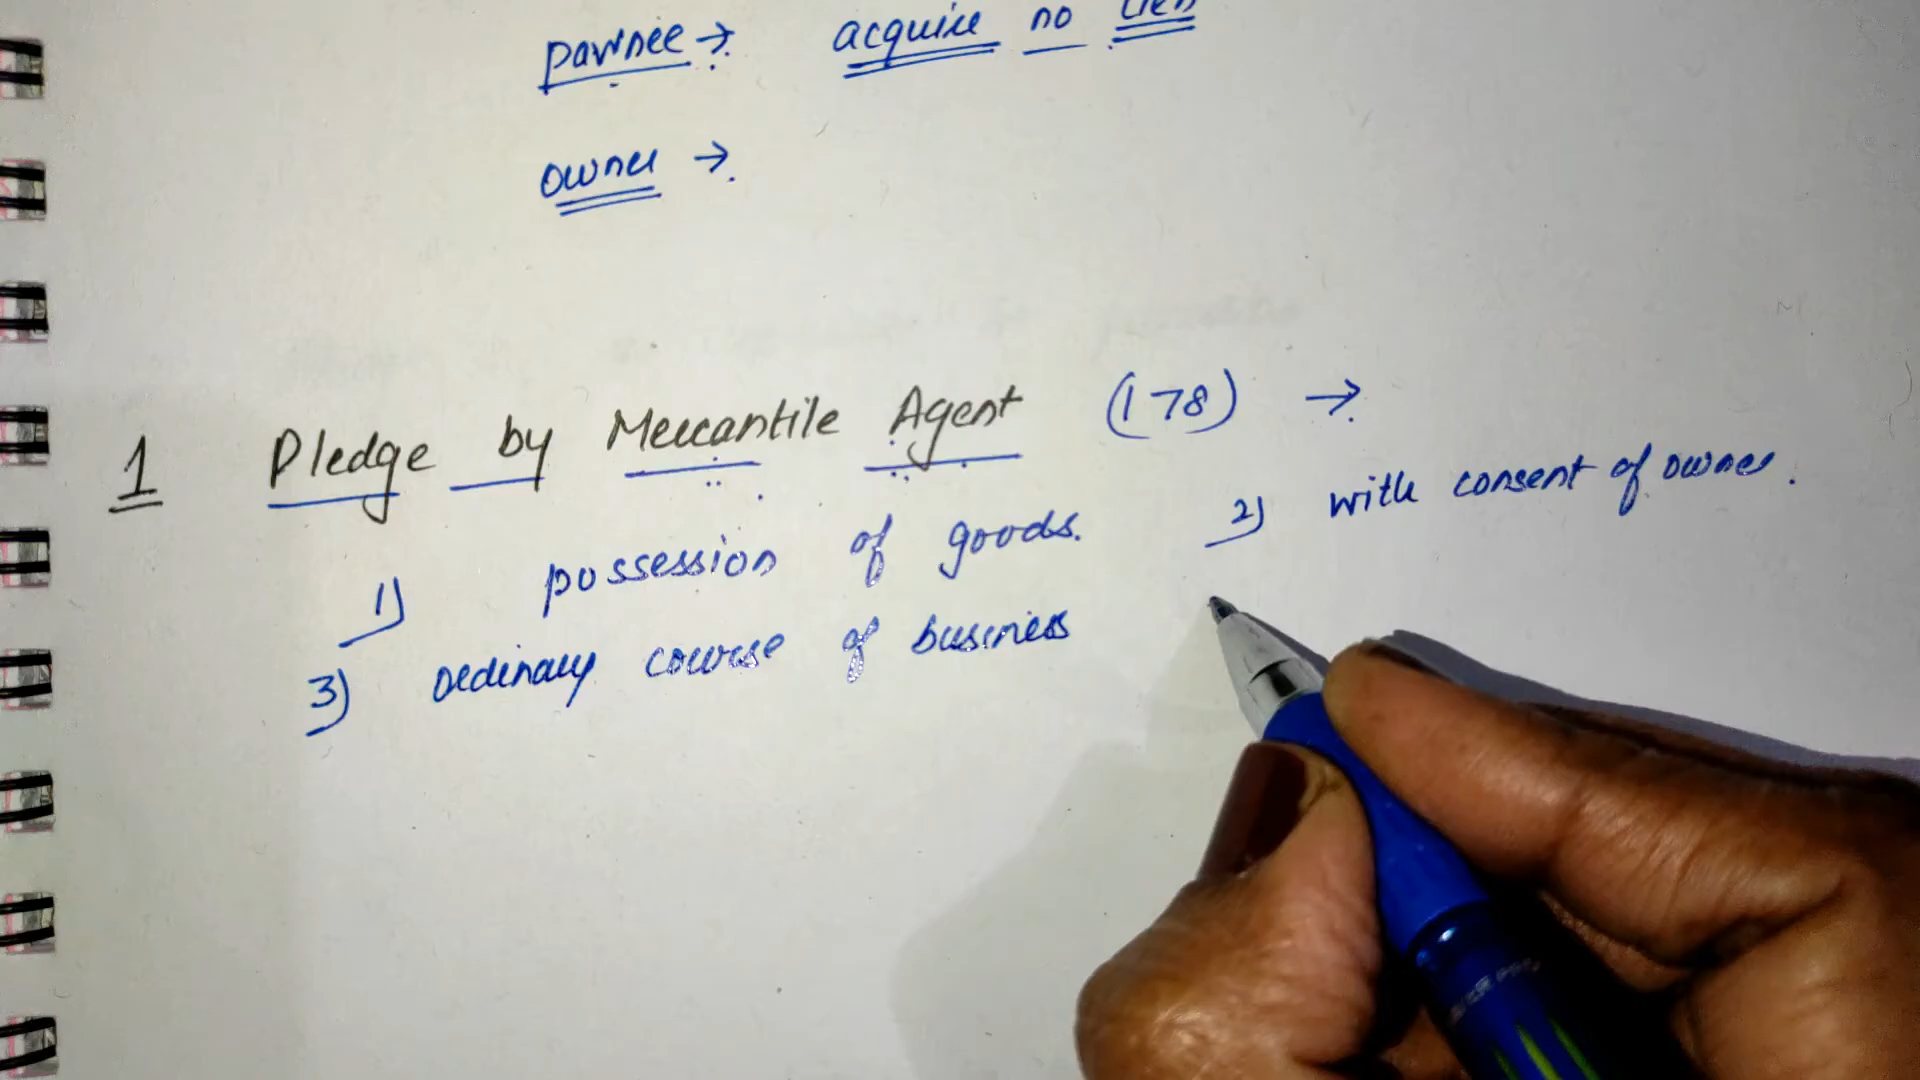 pawnee → acquire no lien
owner →
1 Pledge by Mercantile Agent (178) →
1) possession of goods. 2) with consent of owner.
3) ordinary course of business